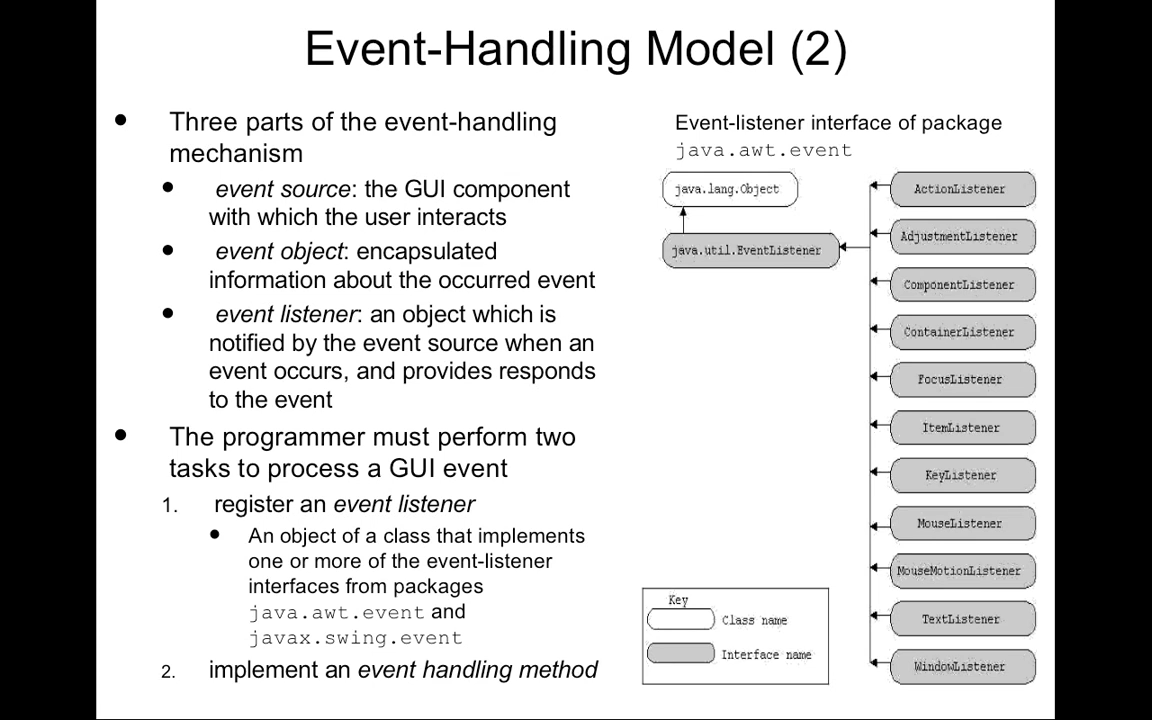 Event-Handling Model (2)
• Three parts of the event-handling
mechanism
• event source: the GUI component
with which the user interacts
• event object: encapsulated
information about the occurred event
• event listener: an object which is
notified by the event source when an
event occurs, and provides responds
to the event
• The programmer must perform two
tasks to process a GUI event
1. register an event listener
• An object of a class that implements
one or more of the event-listener
interfaces from packages
java.awt.event and
javax.swing.event
2. implement an event handling method
Event-listener interface of package
java.awt.event
java.lang.Object
java.util.EventListener
ActionListener
AdjustmentListener
ComponentListener
ContainerListener
FocusListener
ItemListener
KeyListener
MouseListener
MouseMotionListener
TextListener
WindowListener
Key
Class name
Interface name